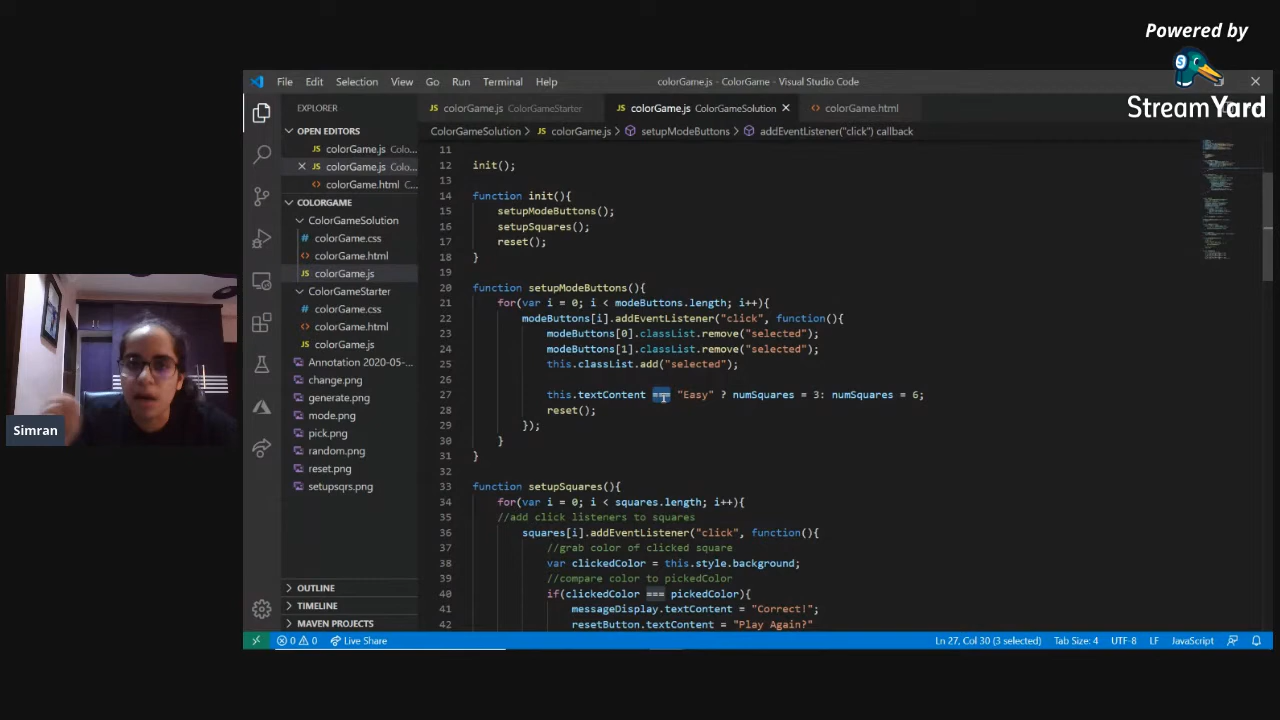 Powered by
StreamYard
File Edit Selection View Go Run Terminal Help
colorGame.js - ColorGame - Visual Studio Code
EXPLORER
colorGame.js ColorGameStarter
colorGame.js ColorGameSolution
colorGame.html
OPEN EDITORS
ColorGameSolution > colorGame.js > setupModeButtons > addEventListener("click") callback
colorGame.js Colo...
colorGame.js Colo...
colorGame.html C...
COLORGAME
ColorGameSolution
colorGame.css
colorGame.html
colorGame.js
ColorGameStarter
colorGame.css
colorGame.html
colorGame.js
Annotation 2020-05-...
change.png
generate.png
mode.png
pick.png
random.png
reset.png
setupsqrs.png
OUTLINE
TIMELINE
MAVEN PROJECTS
11
12 init();
13
14 function init(){
15 setupModeButtons();
16 setupSquares();
17 reset();
18 }
19
20 function setupModeButtons(){
21 for(var i = 0; i < modeButtons.length; i++){
22 modeButtons[i].addEventListener("click", function(){
23 modeButtons[0].classList.remove("selected");
24 modeButtons[1].classList.remove("selected");
25 this.classList.add("selected");
26
27 this.textContent === "Easy" ? numSquares = 3: numSquares = 6;
28 reset();
29 });
30 }
31 }
32
33 function setupSquares(){
34 for(var i = 0; i < squares.length; i++){
35 //add click listeners to squares
36 squares[i].addEventListener("click", function(){
37 //grab color of clicked square
38 var clickedColor = this.style.background;
39 //compare color to pickedColor
40 if(clickedColor === pickedColor){
41 messageDisplay.textContent = "Correct!";
42 resetButton.textContent = "Play Again?"
Simran
0 0 Live Share
Ln 27, Col 30 (3 selected) Tab Size: 4 UTF-8 LF JavaScript